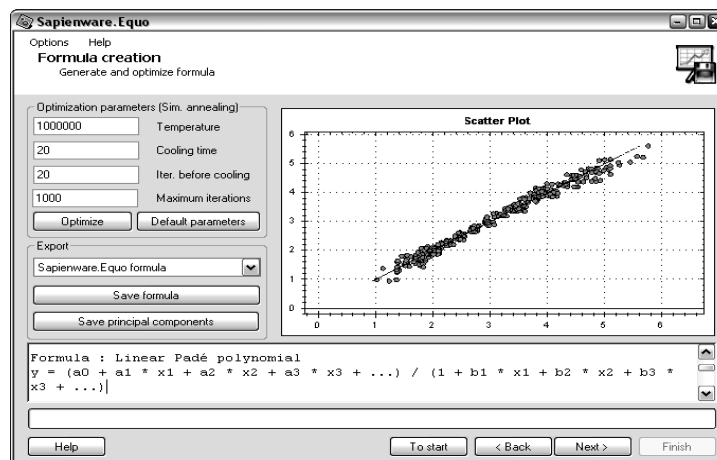 Sapienware.Equo
Options Help
Formula creation
Generate and optimize formula
Optimization parameters (Sim. annealing)
1000000 Temperature
20 Cooling time
20 Iter. before cooling
1000 Maximum iterations
Optimize Default parameters
Export
Sapienware.Equo formula
Save formula
Save principal components
Scatter Plot
6
5
4
3
2
1
0
0 1 2 3 4 5 6
Formula : Linear Padé polynomial
y = (a0 + a1 * x1 + a2 * x2 + a3 * x3 + ...) / (1 + b1 * x1 + b2 * x2 + b3 *
x3 + ...)
Help To start < Back Next > Finish